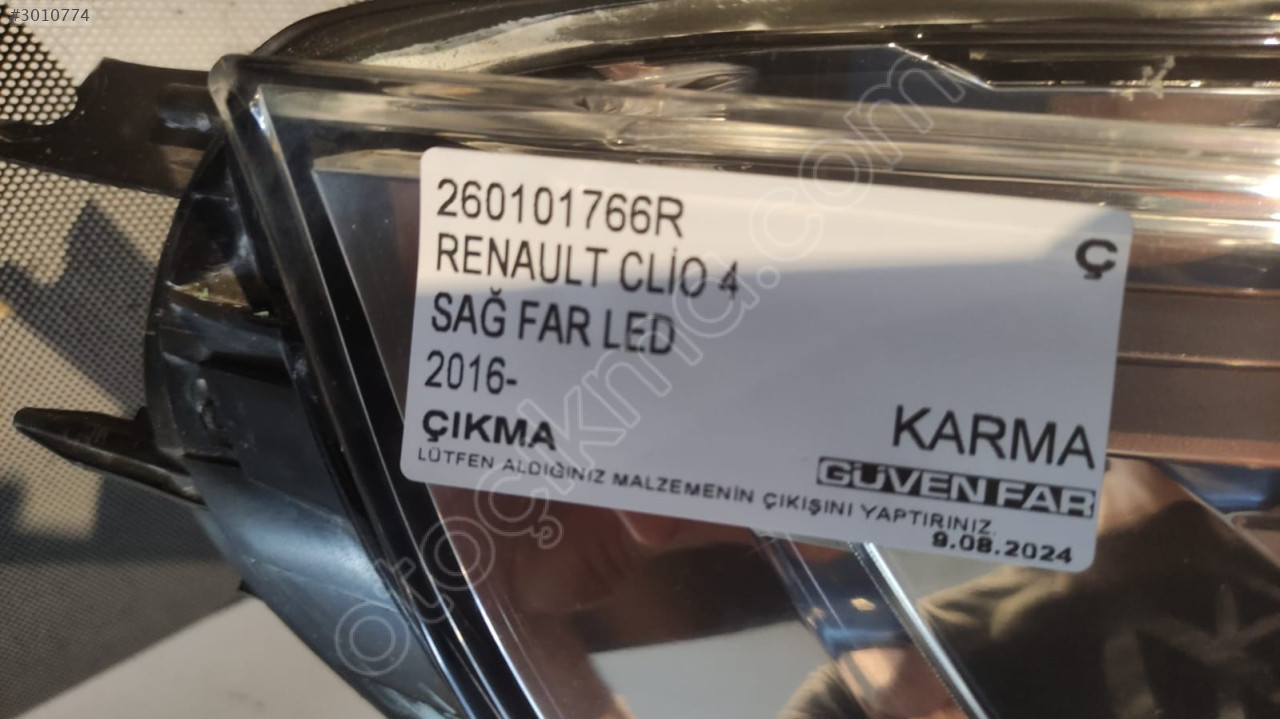 #3010774
260101766R
Ç
RENAULT CLİO 4
SAĞ FAR LED
2016-
ÇIKMA
KARMA
LÜTFEN ALDIĞINIZ MALZEMENİN ÇIKIŞINI YAPTIRINIZ.
GÜVEN FAR
9.08.2024
otoçıkma.com